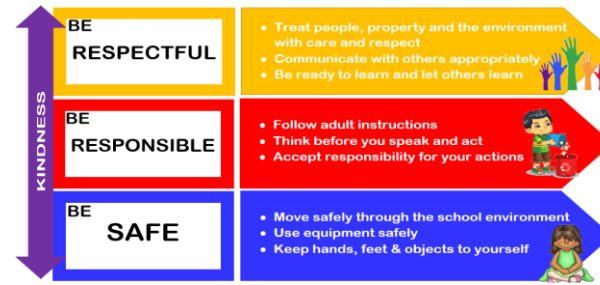 KINDNESS
BE
RESPECTFUL
• Treat people, property and the environment
with care and respect
• Communicate with others appropriately
• Be ready to learn and let others learn
BE
RESPONSIBLE
• Follow adult instructions
• Think before you speak and act
• Accept responsibility for your actions
BE
SAFE
• Move safely through the school environment
• Use equipment safely
• Keep hands, feet & objects to yourself